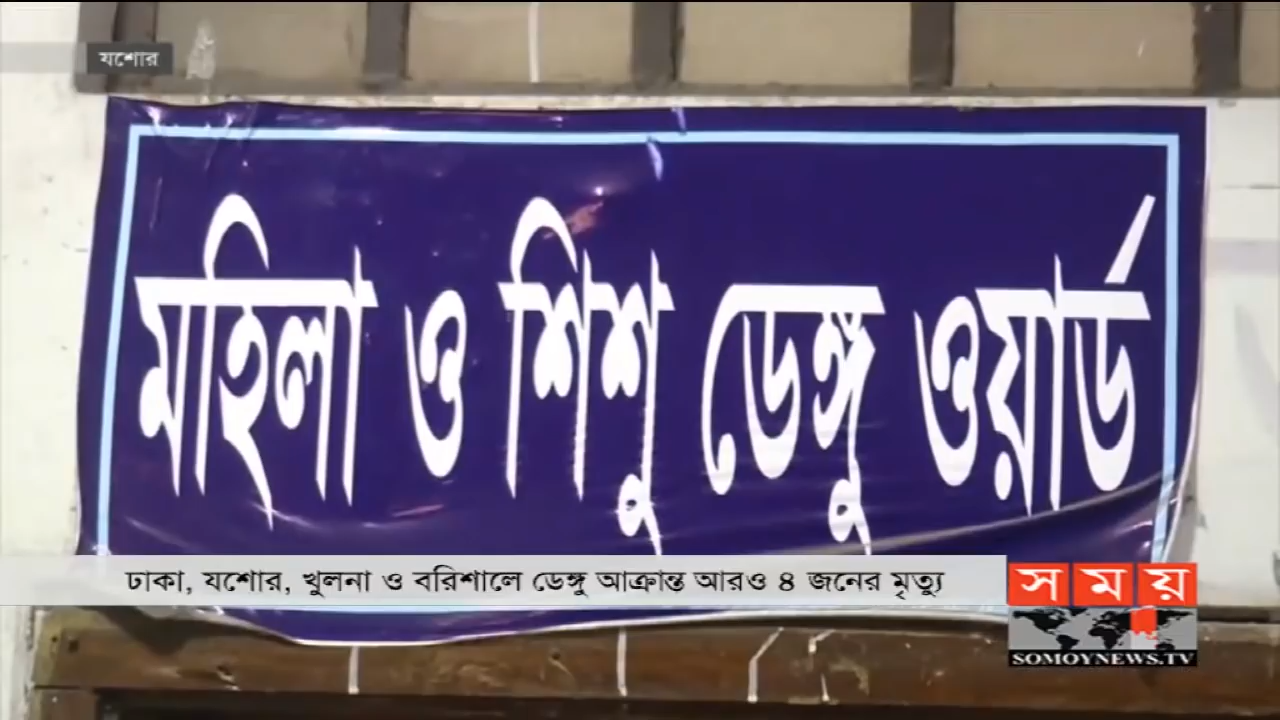 যশোর
মহিলা ও শিশু ডেঙ্গু ওয়ার্ড
ঢাকা, যশোর, খুলনা ও বরিশালে ডেঙ্গু আক্রান্ত আরও ৪ জনের মৃত্যু
সময়
SOMOYNEWS.TV